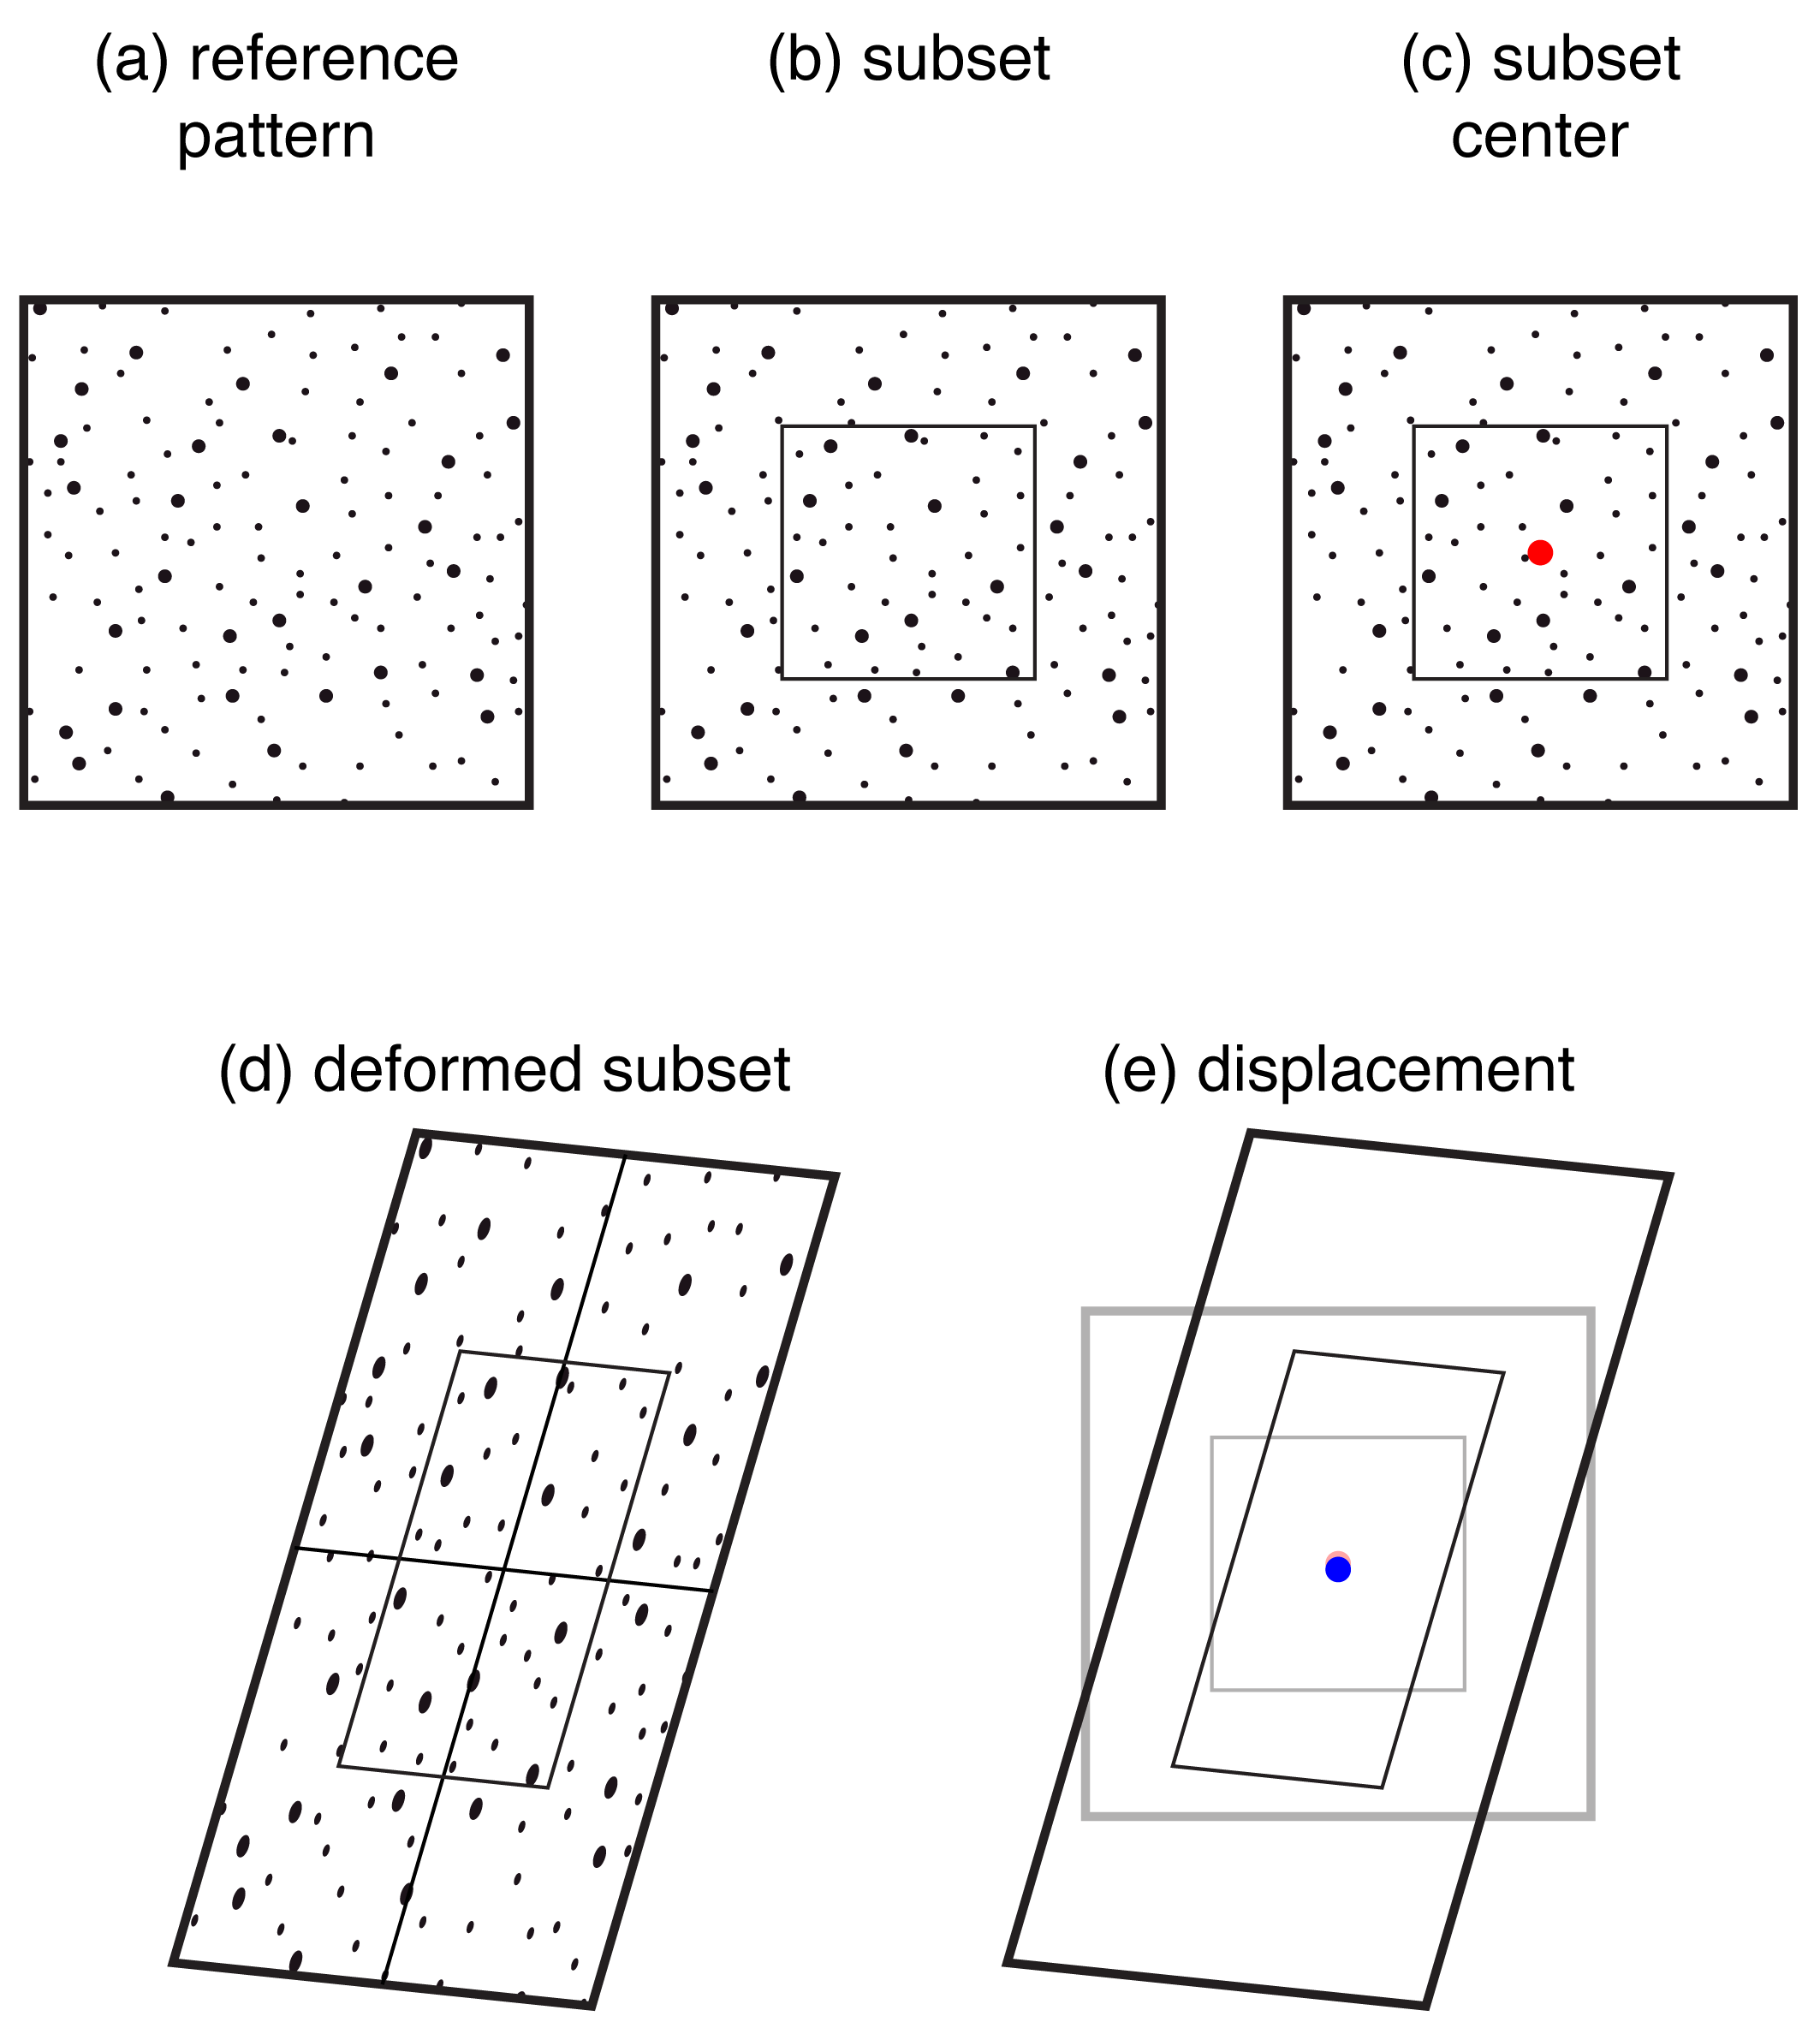 (a) reference
pattern
(b) subset
(c) subset
center
(d) deformed subset
(e) displacement